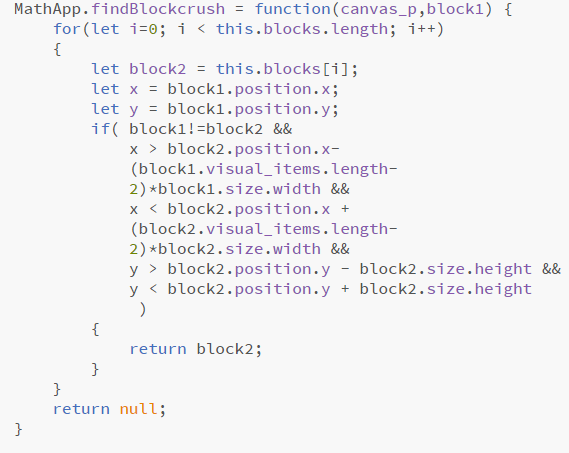 MathApp.findBlockcrush = function(canvas_p,block1) {
    for(let i=0; i < this.blocks.length; i++)
    {
        let block2 = this.blocks[i];
        let x = block1.position.x;
        let y = block1.position.y;
        if( block1!=block2 &&
            x > block2.position.x-
            (block1.visual_items.length-
            2)*block1.size.width &&
            x < block2.position.x +
            (block2.visual_items.length-
            2)*block2.size.width &&
            y > block2.position.y - block2.size.height &&
            y < block2.position.y + block2.size.height
             )
        {
            return block2;
        }
    }
    return null;
}